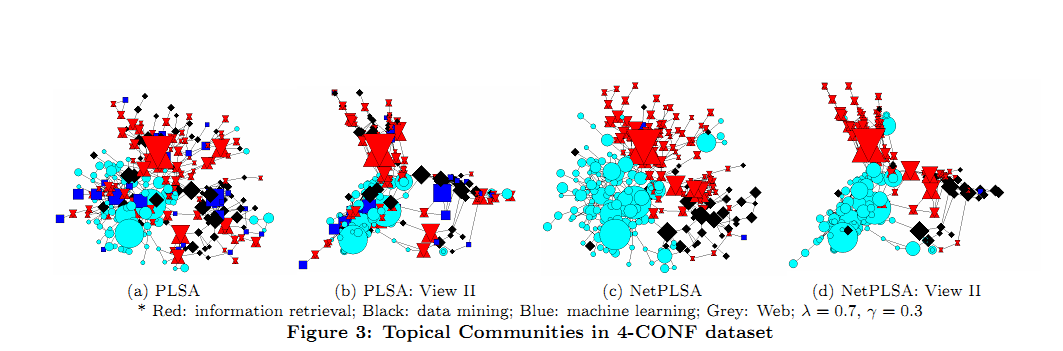 (a) PLSA (b) PLSA: View II (c) NetPLSA (d) NetPLSA: View II
* Red: information retrieval; Black: data mining; Blue: machine learning; Grey: Web; λ = 0.7, γ = 0.3
Figure 3: Topical Communities in 4-CONF dataset